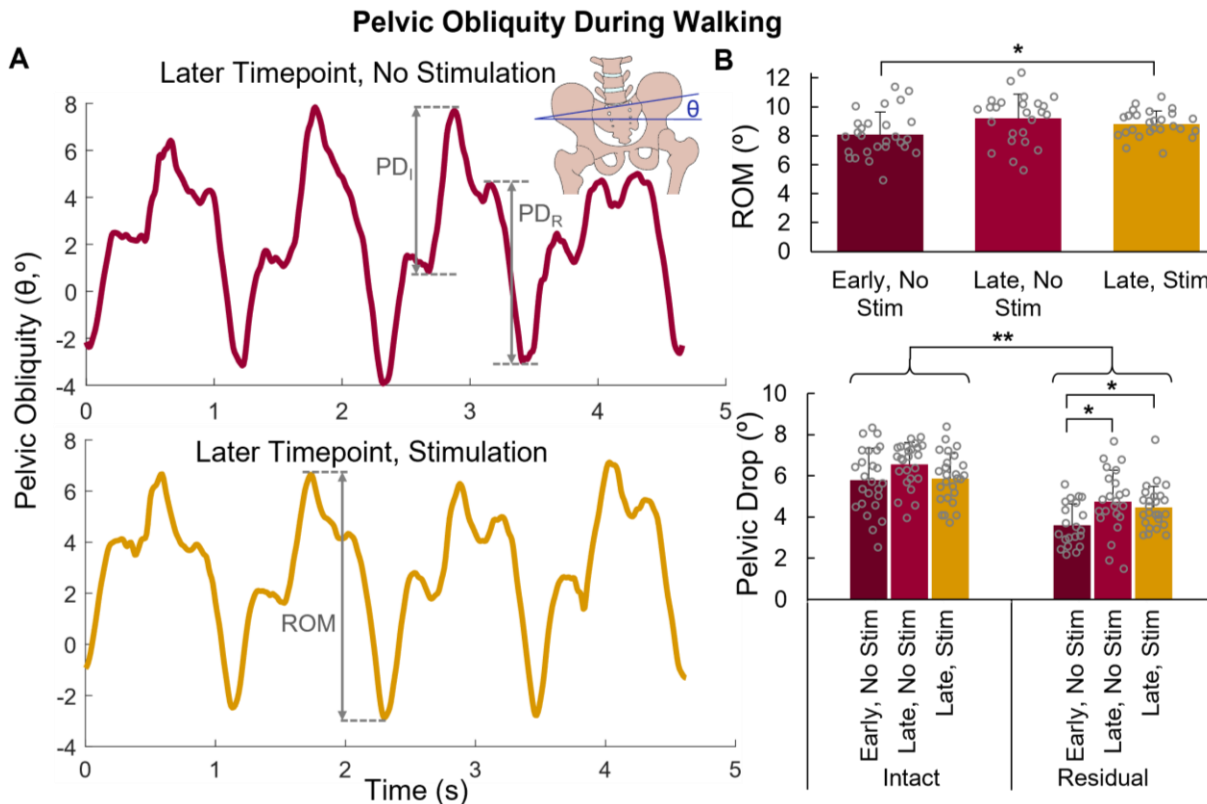 Pelvic Obliquity During Walking
A
Later Timepoint, No Stimulation
Pelvic Obliquity (θ,º)
8
6
4
2
0
-2
-4
0
1
2
3
4
5
PD_I
PD_R
θ
Later Timepoint, Stimulation
8
6
4
2
0
-2
-4
0
1
2
3
4
5
ROM
Time (s)
B
*
ROM (º)
12
10
8
6
4
2
0
Early, No
Stim
Late, No
Stim
Late, Stim
**
*
*
Pelvic Drop (º)
10
8
6
4
2
0
Early, No Stim
Late, No Stim
Late, Stim
Early, No Stim
Late, No Stim
Late, Stim
Intact
Residual